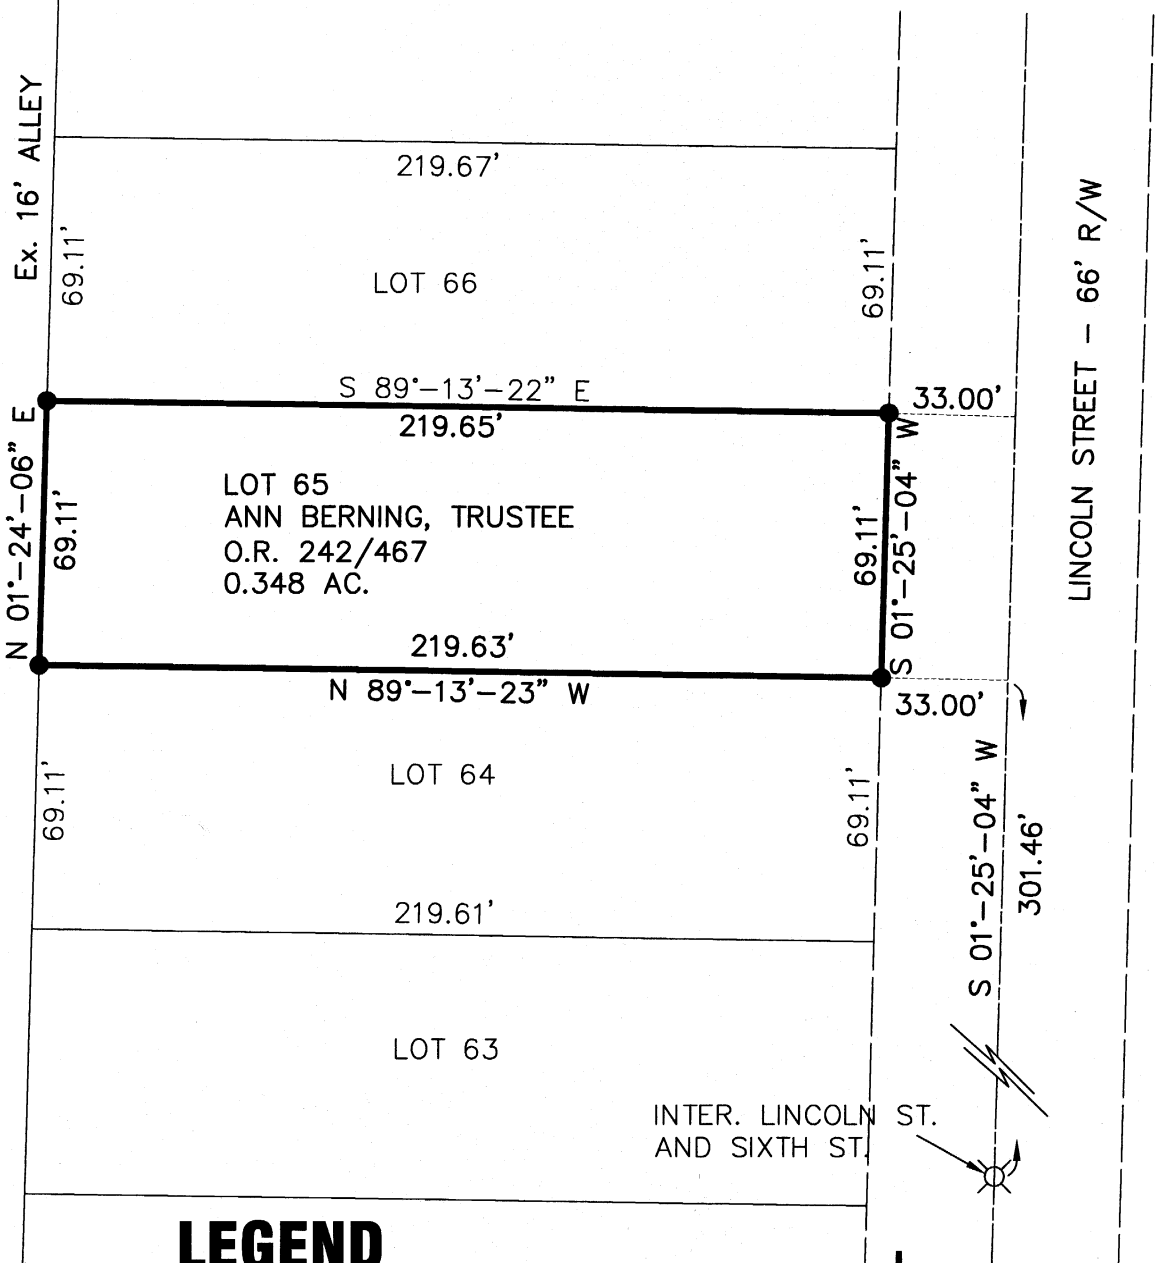 Ex. 16' ALLEY
219.67'
69.11'
LOT 66
69.11'
LINCOLN STREET – 66' R/W
S 89°–13'–22" E
219.65'
33.00'
N 01°–24'–06" E
69.11'
LOT 65
ANN BERNING, TRUSTEE
O.R. 242/467
0.348 AC.
69.11'
S 01°–25'–04" W
219.63'
N 89°–13'–23" W
33.00'
69.11'
LOT 64
69.11'
S 01°–25'–04" W
301.46'
219.61'
LOT 63
INTER. LINCOLN ST.
AND SIXTH ST.
LEGEND